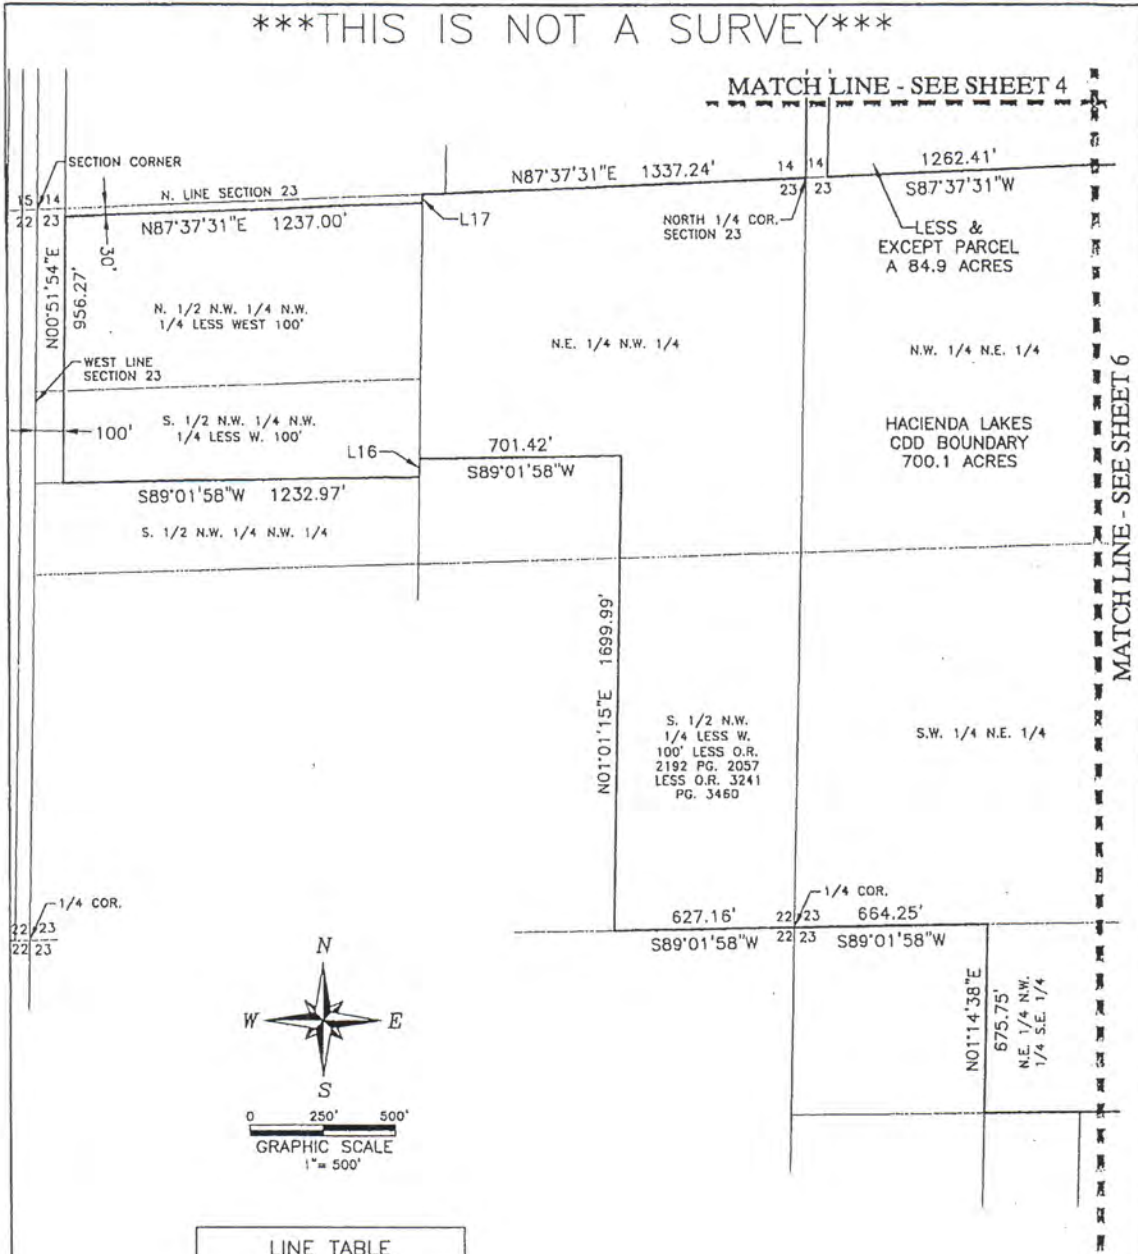 ***THIS IS NOT A SURVEY***
MATCH LINE - SEE SHEET 4
SECTION CORNER
15 14
22 23
N. LINE SECTION 23
N87°37'31"E 1237.00'
30'
L17
N87°37'31"E 1337.24'
14 14
23 23
NORTH 1/4 COR.
SECTION 23
1262.41'
S87°37'31"W
LESS &
EXCEPT PARCEL
A 84.9 ACRES
N00°51'54"E
956.27'
N. 1/2 N.W. 1/4 N.W.
1/4 LESS WEST 100'
N.E. 1/4 N.W. 1/4
N.W. 1/4 N.E. 1/4
WEST LINE
SECTION 23
100'
S. 1/2 N.W. 1/4 N.W.
1/4 LESS W. 100'
L16
701.42'
S89°01'58"W
HACIENDA LAKES
CDD BOUNDARY
700.1 ACRES
MATCH LINE - SEE SHEET 6
S89°01'58"W 1232.97'
S. 1/2 N.W. 1/4 N.W. 1/4
N01°01'15"E 1699.99'
S. 1/2 N.W.
1/4 LESS W.
100' LESS O.R.
2192 PG. 2057
LESS O.R. 3241
PG. 3460
S.W. 1/4 N.E. 1/4
1/4 COR.
22 23
22 23
1/4 COR.
627.16'
22 23
664.25'
S89°01'58"W
22 23
S89°01'58"W
N01°14'38"E
675.75'
N.E. 1/4 N.W.
1/4 S.E. 1/4
N
W
E
S
0 250' 500'
GRAPHIC SCALE
1"= 500'
LINE TABLE